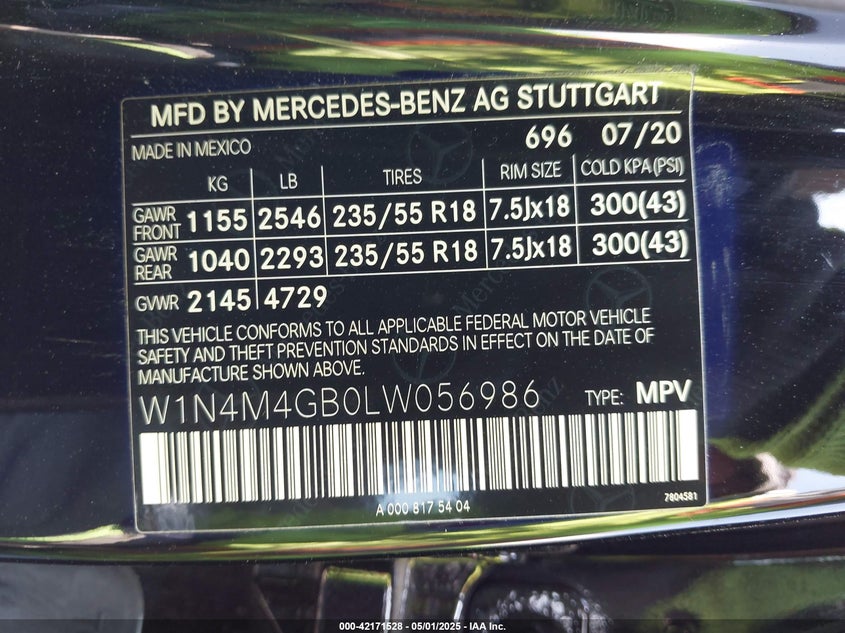 MFD BY MERCEDES-BENZ AG STUTTGART
MADE IN MEXICO 696 07/20
KG LB TIRES RIM SIZE COLD KPA(PSI)
GAWR FRONT 1155 2546 235/55 R18 7.5Jx18 300(43)
GAWR REAR 1040 2293 235/55 R18 7.5Jx18 300(43)
GVWR 2145 4729
THIS VEHICLE CONFORMS TO ALL APPLICABLE FEDERAL MOTOR VEHICLE
SAFETY AND THEFT PREVENTION STANDARDS IN EFFECT ON THE DATE OF
MANUFACTURE SHOWN ABOVE.
W1N4M4GB0LW056986 TYPE: MPV
A 000 817 54 04 7804581
000-42171528 - 05/01/2025 - IAA Inc.